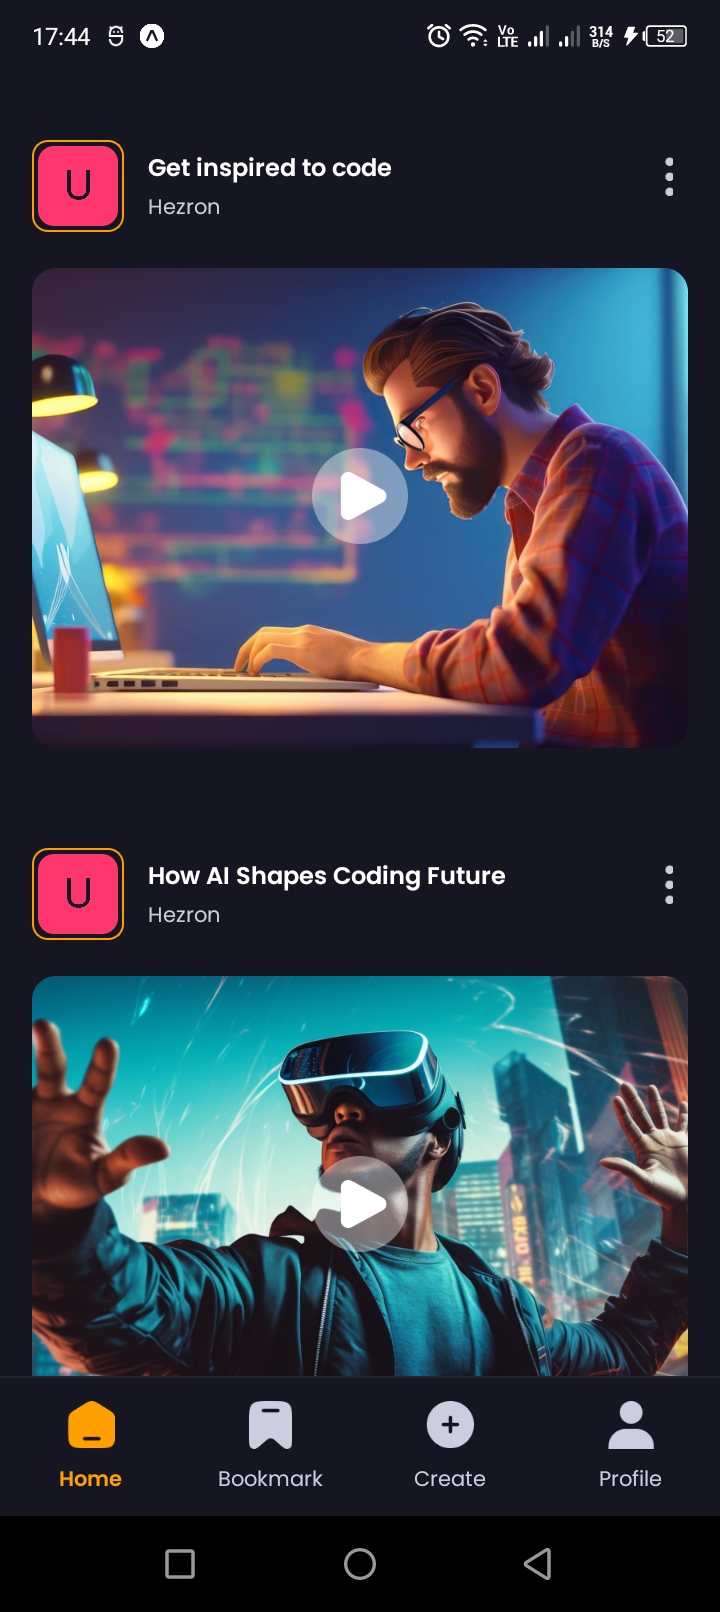 17:44
Vo
LTE
314
B/S
52
U
Get inspired to code
Hezron
U
How AI Shapes Coding Future
Hezron
Home
Bookmark
Create
Profile